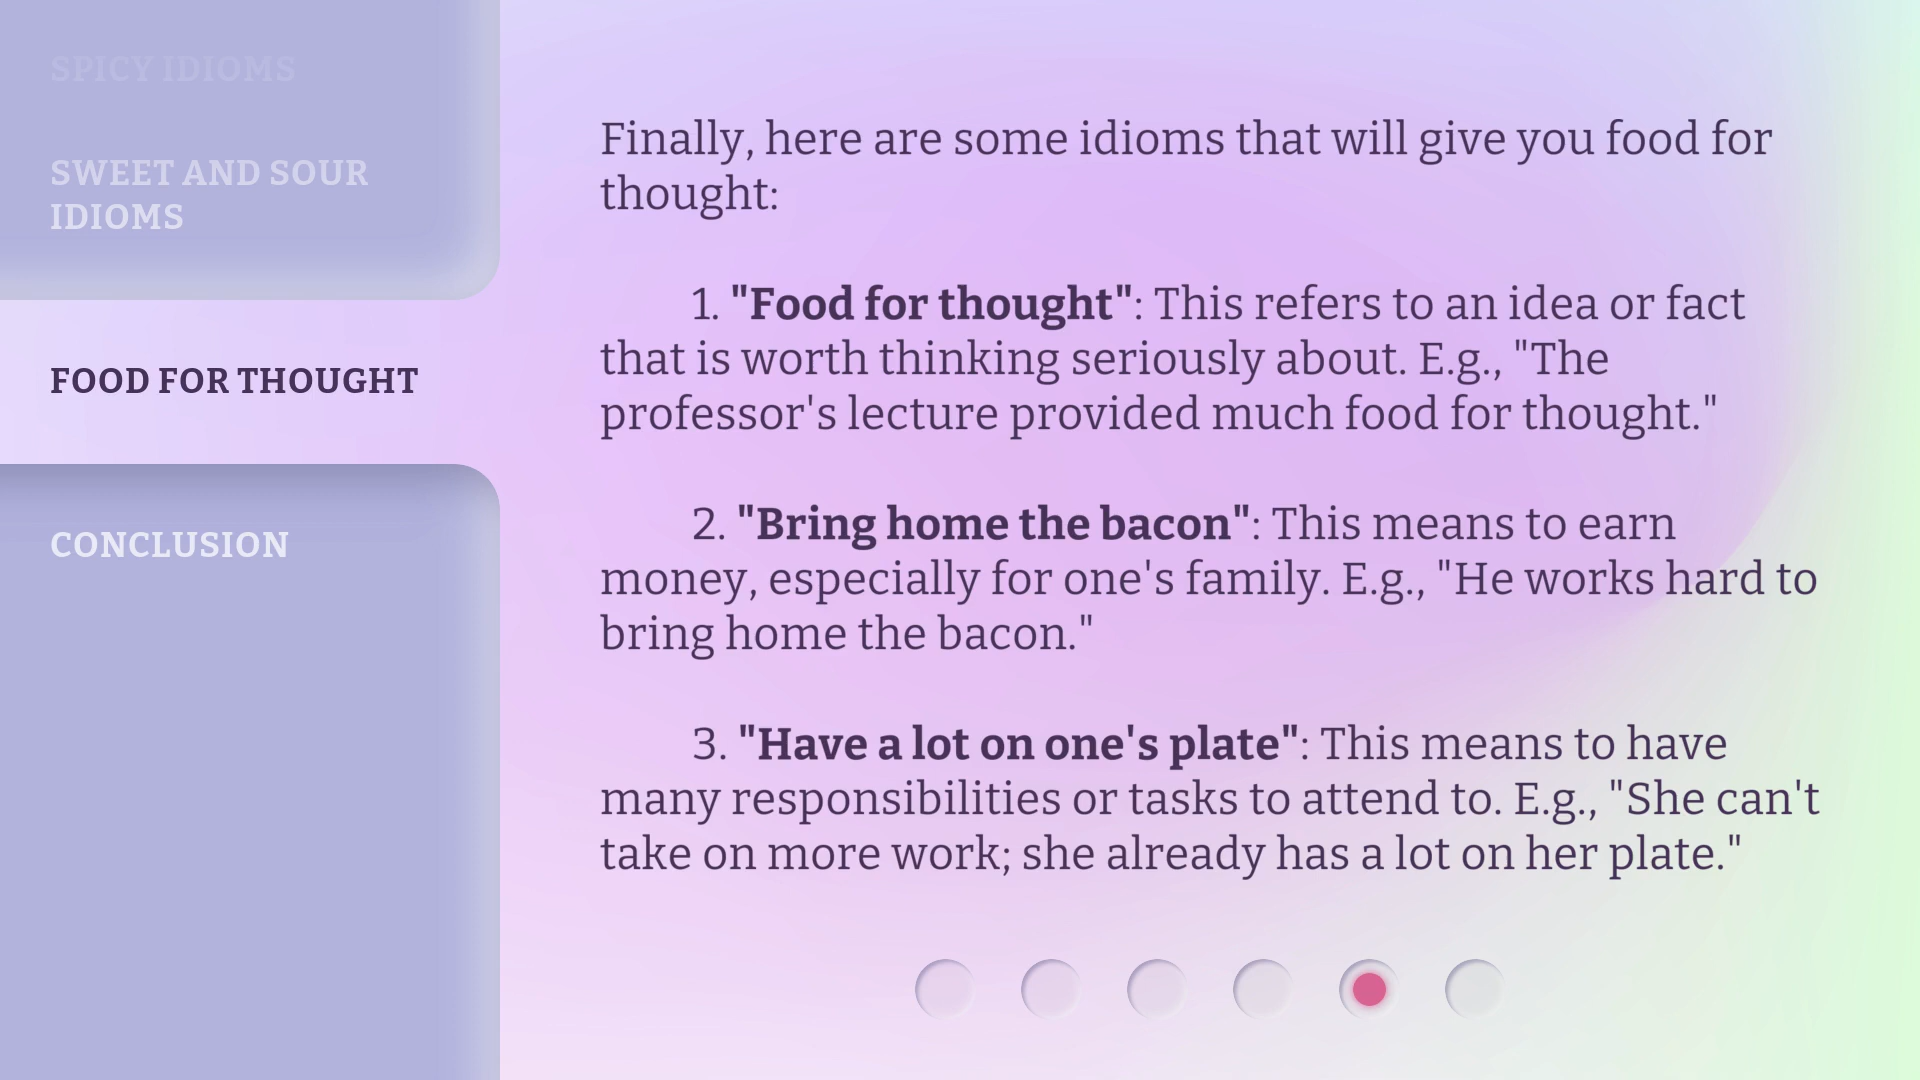 SPICY IDIOMS
SWEET AND SOUR
IDIOMS
FOOD FOR THOUGHT
CONCLUSION
Finally, here are some idioms that will give you food for
thought:
1. "Food for thought": This refers to an idea or fact
that is worth thinking seriously about. E.g., "The
professor's lecture provided much food for thought."
2. "Bring home the bacon": This means to earn
money, especially for one's family. E.g., "He works hard to
bring home the bacon."
3. "Have a lot on one's plate": This means to have
many responsibilities or tasks to attend to. E.g., "She can't
take on more work; she already has a lot on her plate."